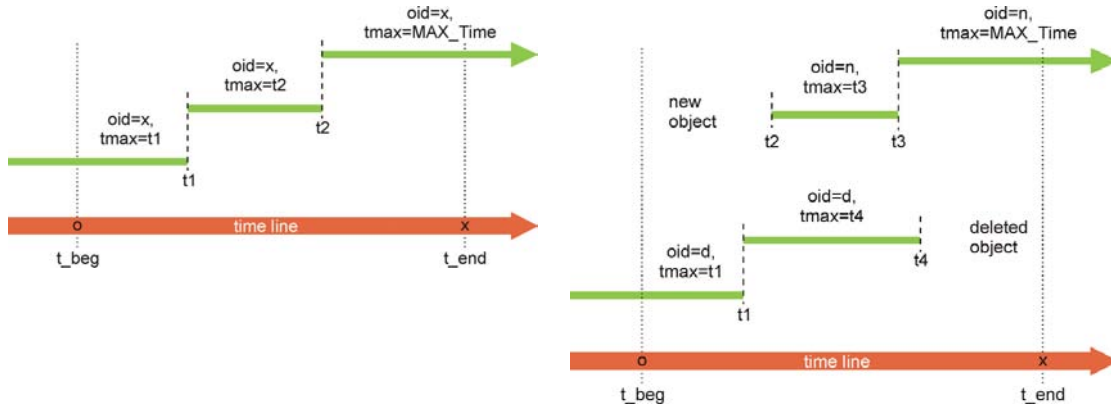 oid=x,
tmax=MAX_Time
oid=x,
tmax=t2
oid=x,
tmax=t1
t2
t1
o
time line
x
t_beg
t_end
oid=n,
tmax=MAX_Time
oid=n,
tmax=t3
new
object
t2
t3
oid=d,
tmax=t4
deleted
object
oid=d,
tmax=t1
t4
t1
o
time line
x
t_beg
t_end